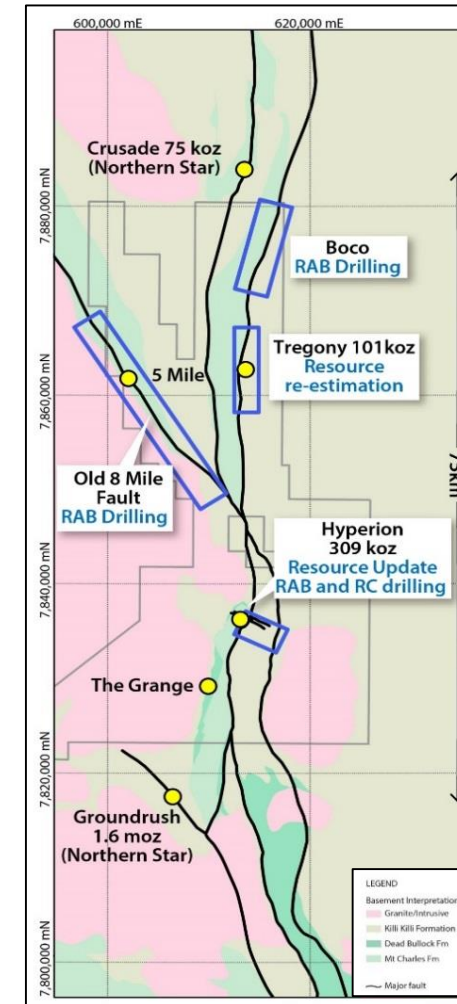 600,000 mE
620,000 mE
Crusade 75 koz
(Northern Star)
7,880,000 mN
Boco
RAB Drilling
Tregony 101koz
Resource
re-estimation
5 Mile
7,860,000 mN
Old 8 Mile
Fault
RAB Drilling
Hyperion
309 koz
Resource Update
RAB and RC drilling
7,840,000 mN
The Grange
7,820,000 mN
Groundrush
1.6 moz
(Northern Star)
7,800,000 mN
LEGEND
Basement Interpretation
Granite/Intrusive
Killi Killi Formation
Dead Bullock Fm
Mt Charles Fm
Major fault